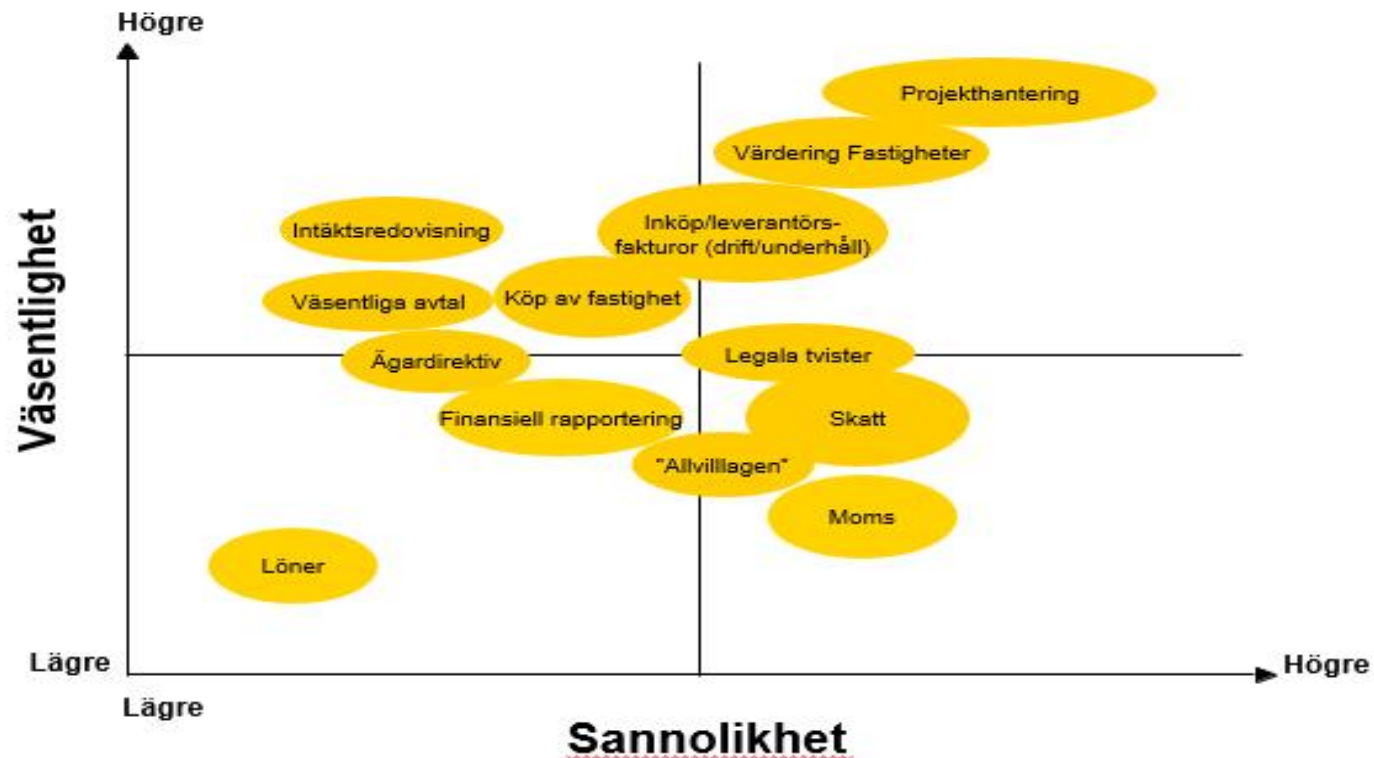 Högre
Projekthantering
Värdering Fastigheter
Intäktsredovisning
Inköp/leverantörs-
fakturor (drift/underhåll)
Väsentliga avtal
Köp av fastighet
Väsentlighet
Ägardirektiv
Legala tvister
Finansiell rapportering
Skatt
"Allvilllagen"
Moms
Löner
Lägre
Högre
Lägre
Sannolikhet